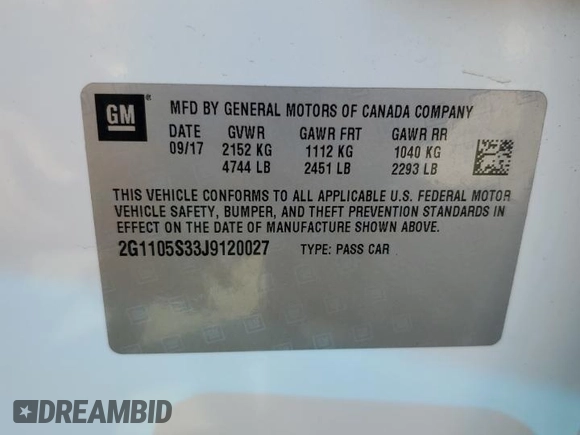 GM ®
MFD BY GENERAL MOTORS OF CANADA COMPANY
DATE GVWR GAWR FRT GAWR RR
09/17 2152 KG 1112 KG 1040 KG
4744 LB 2451 LB 2293 LB
THIS VEHICLE CONFORMS TO ALL APPLICABLE U.S. FEDERAL MOTOR
VEHICLE SAFETY, BUMPER, AND THEFT PREVENTION STANDARDS IN
EFFECT ON THE DATE OF MANUFACTURE SHOWN ABOVE.
2G1105S33J9120027 TYPE: PASS CAR
DREAMBID